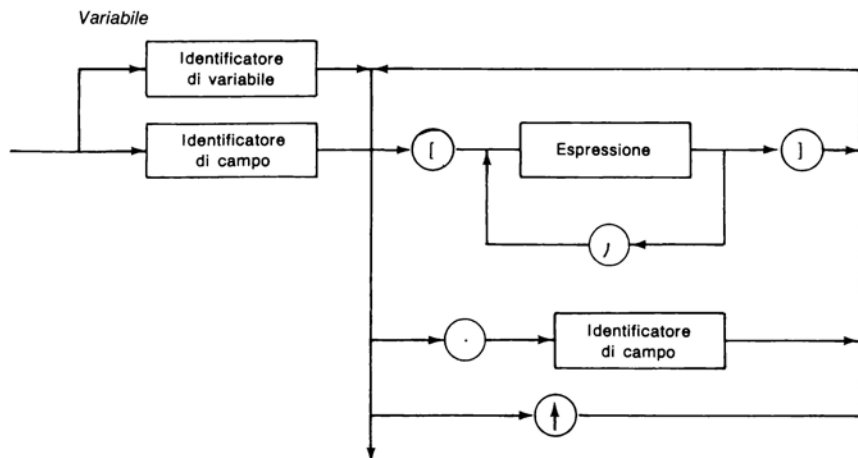 Variabile
Identificatore
di variabile
Identificatore
di campo
[
Espressione
]
,
.
Identificatore
di campo
↑